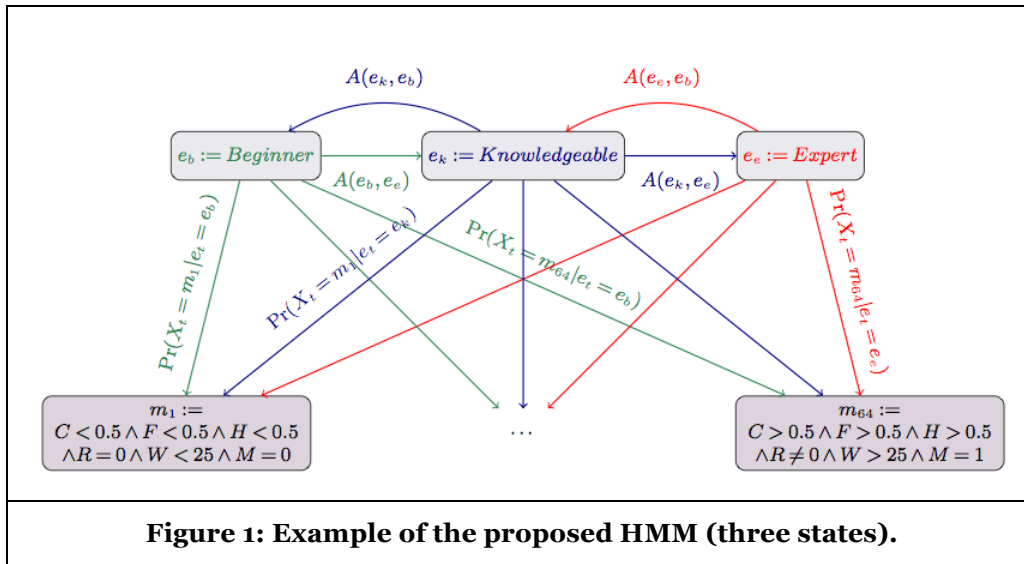 A(e_k, e_b)
A(e_e, e_b)
e_b := Beginner
e_k := Knowledgeable
e_e := Expert
A(e_b, e_e)
A(e_k, e_e)
Pr(X_t = m_1|e_t = e_b)
Pr(X_t = m_1|e_t = e_k)
Pr(X_t = m_64|e_t = e_b)
Pr(X_t = m_64|e_t = e_e)
m_1 :=
C < 0.5 ∧ F < 0.5 ∧ H < 0.5
∧R = 0 ∧ W < 25 ∧ M = 0
...
m_64 :=
C > 0.5 ∧ F > 0.5 ∧ H > 0.5
∧R ≠ 0 ∧ W > 25 ∧ M = 1
Figure 1: Example of the proposed HMM (three states).